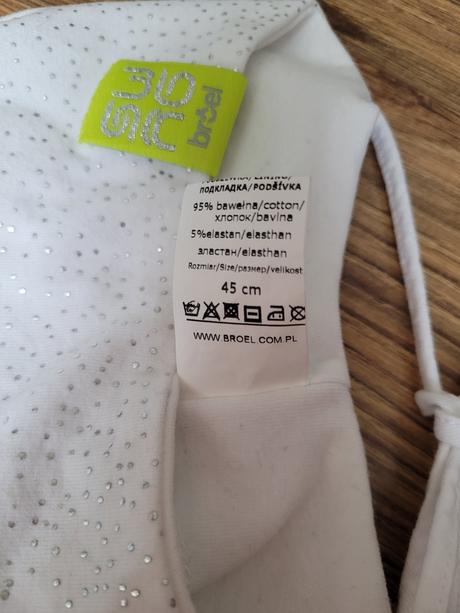 broel
ПОДКЛАДКА/PODŠÍVKA
95% bawełna/cotton/
хлопок/bavlna
5%elastan/elasthan
эластан/elasthan
Rozmiar/Size/размер/velikost
45 cm
WWW.BROEL.COM.PL